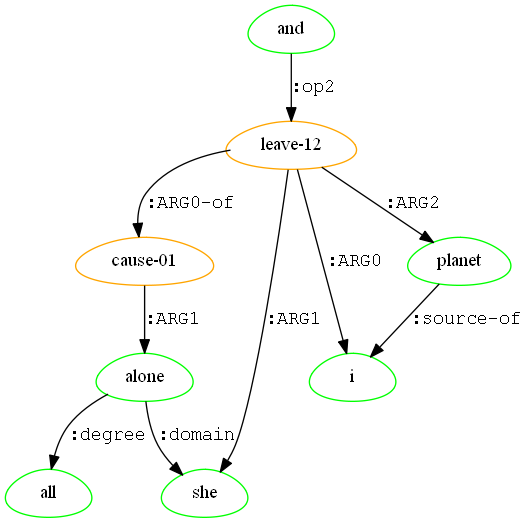 and
:op2
leave-12
:ARG0-of
:ARG2
cause-01
:ARG0
planet
:ARG1
:ARG1
:source-of
alone
i
:degree
:domain
all
she